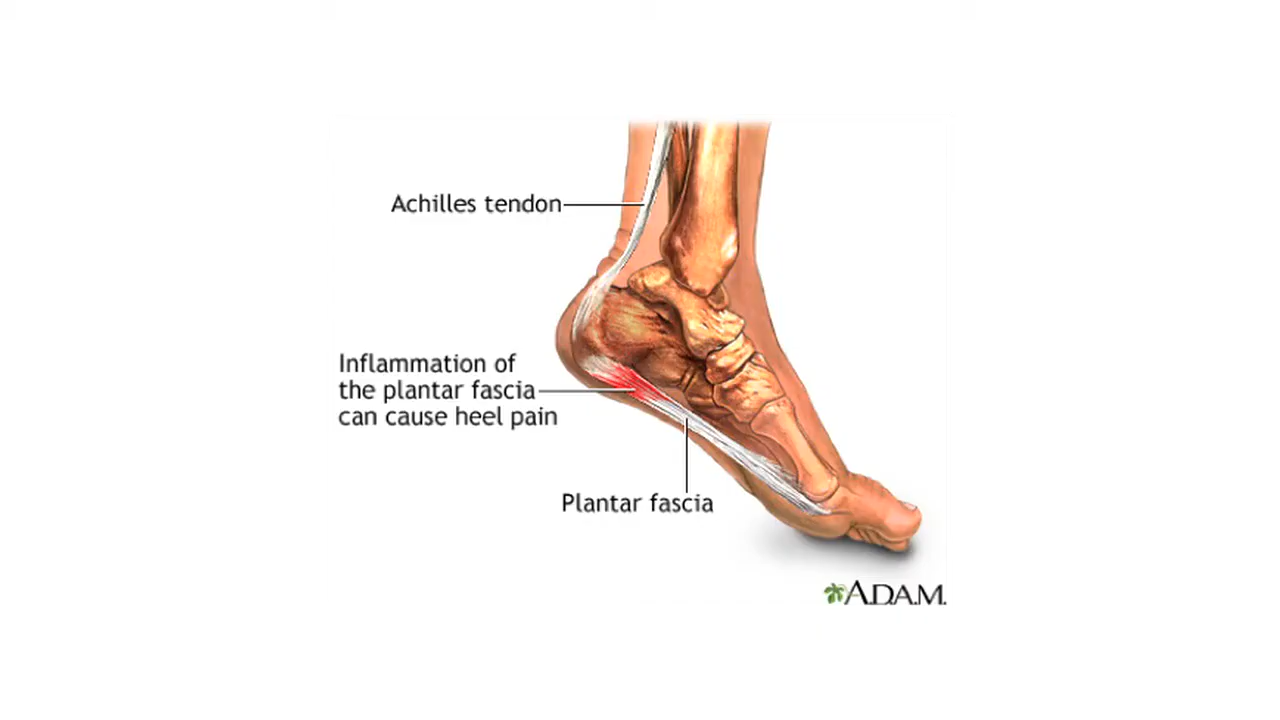 Achilles tendon
Inflammation of
the plantar fascia
can cause heel pain
Plantar fascia
A.D.A.M.